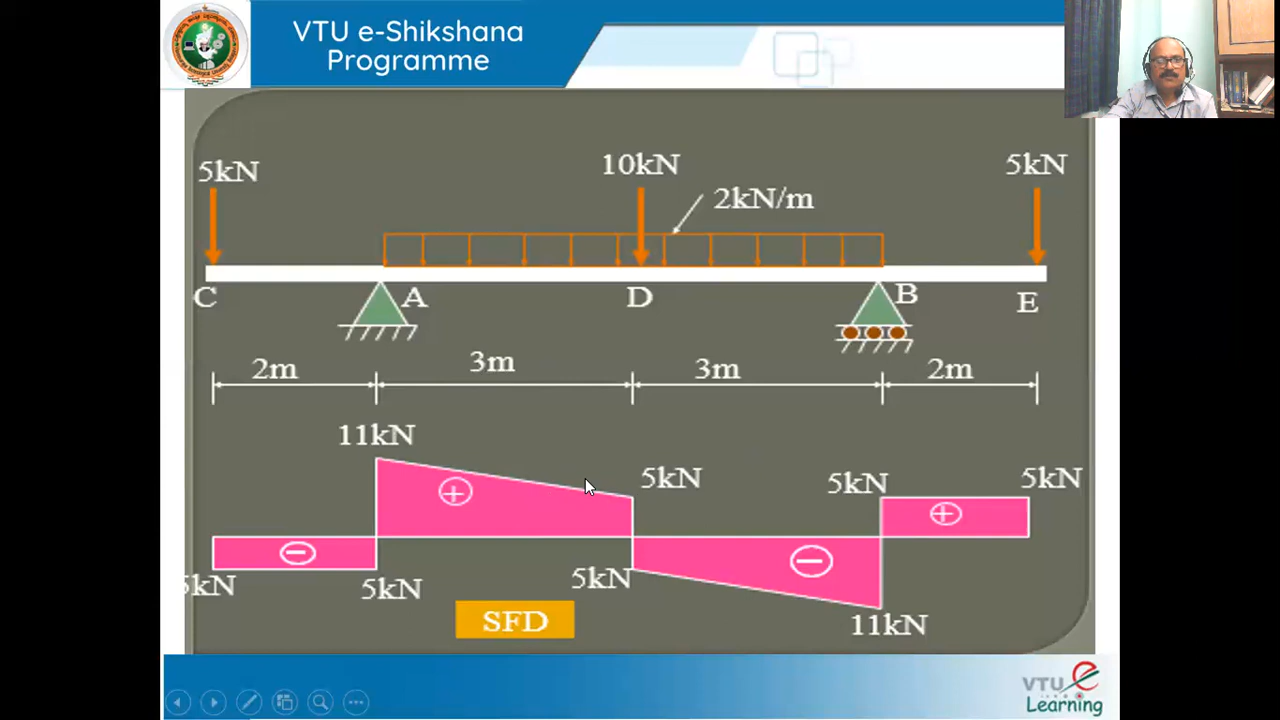 VTU e-Shikshana
Programme
5kN
10kN
5kN
2kN/m
C
A
D
B
E
2m
3m
3m
2m
11kN
+
5kN
5kN
5kN
+
−
−
5kN
5kN
5kN
11kN
SFD
VTU e
Learning